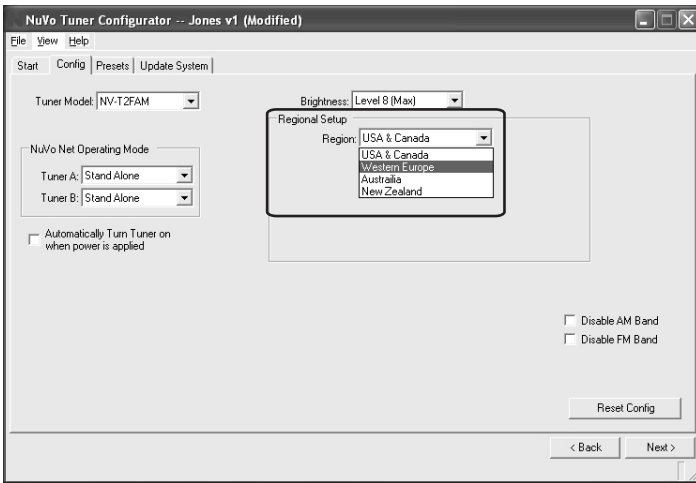 NuVo Tuner Configurator -- Jones v1 (Modified)
File View Help
Start Config Presets Update System
Tuner Model: NV-T2FAM
Brightness: Level 8 (Max)
Regional Setup
Region: USA & Canada
USA & Canada
Western Europe
Austrailia
New Zealand
NuVo Net Operating Mode
Tuner A: Stand Alone
Tuner B: Stand Alone
Automatically Turn Tuner on
when power is applied
Disable AM Band
Disable FM Band
Reset Config
< Back Next >